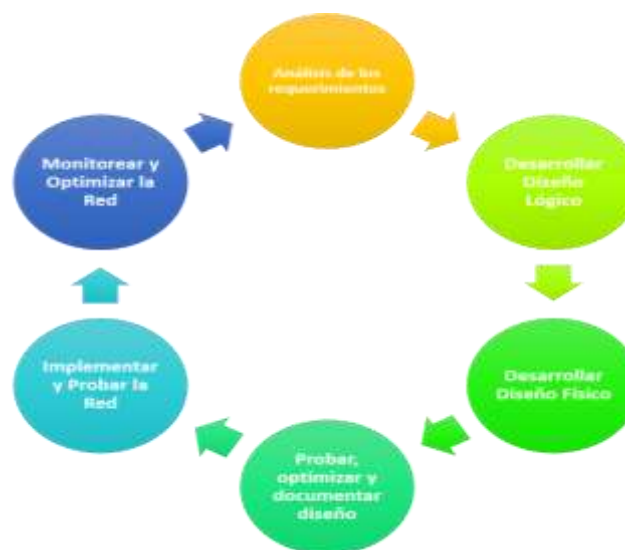 Análisis de los
requerimientos
Desarrollar
Diseño
Lógico
Desarrollar
Diseño Físico
Probar,
optimizar y
documentar
diseño
Implementar
y Probar la
Red
Monitorear y
Optimizar la
Red